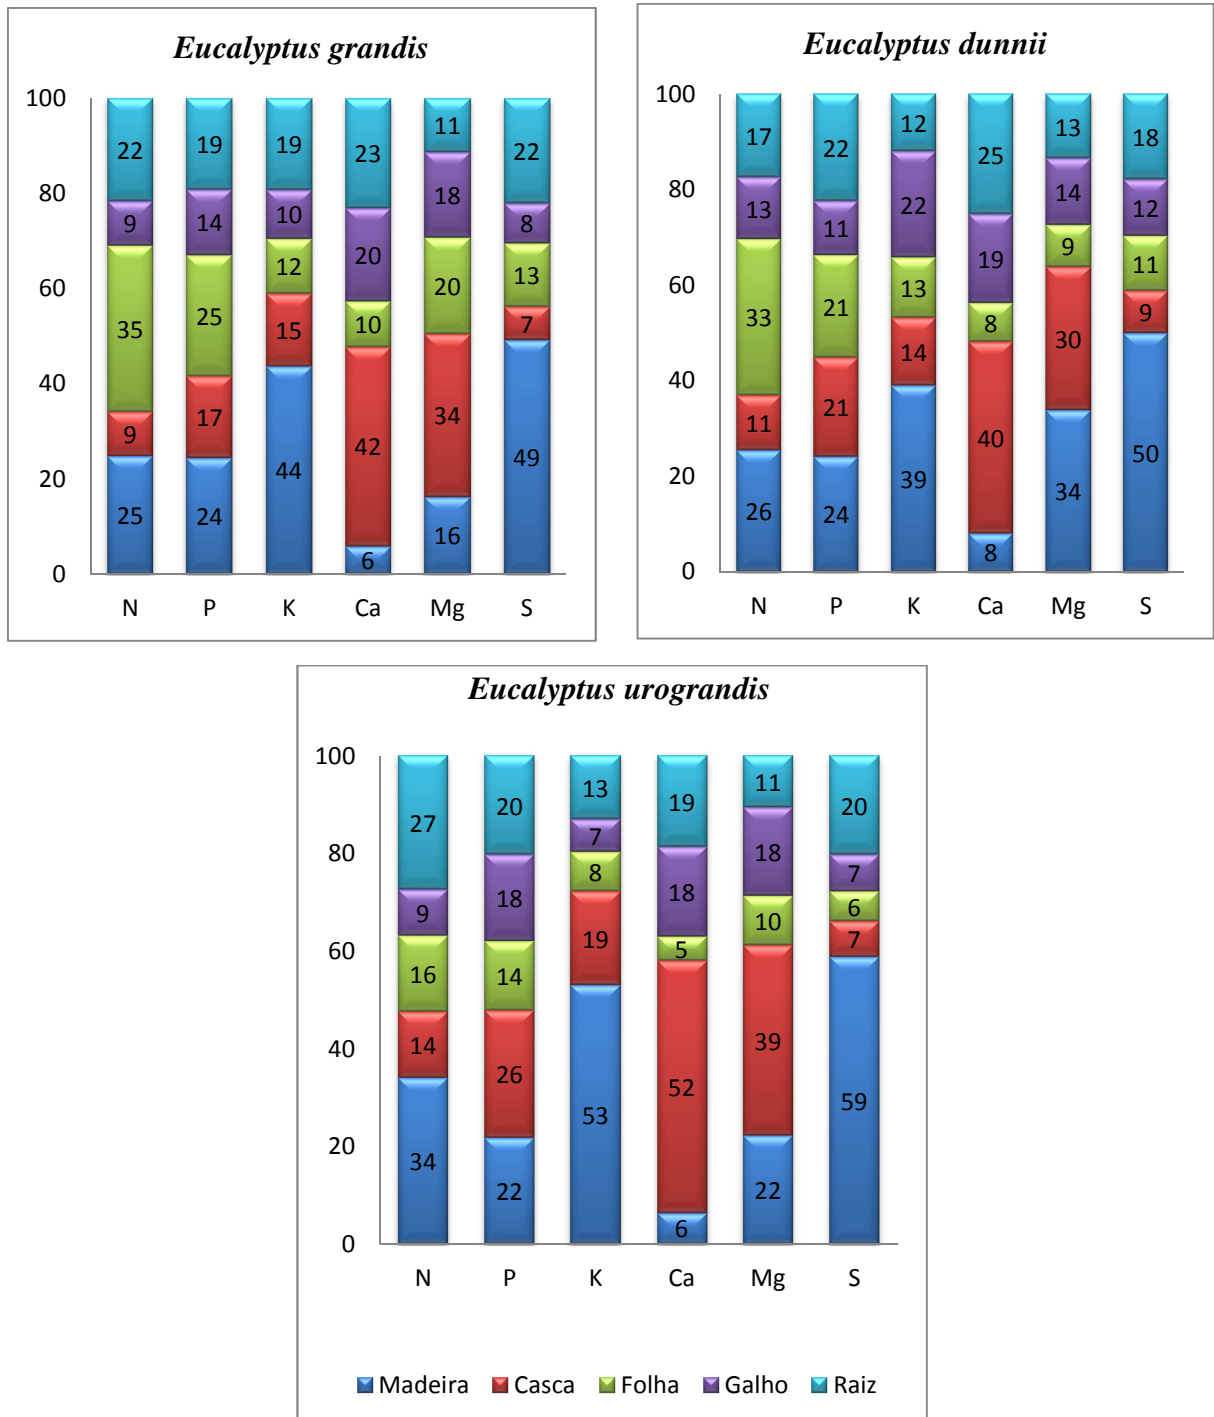 Eucalyptus grandis
100
80
60
40
20
0
22 19 19 23 11 22
9 14 10 20 18 8
35 25 12 10 20 13
9 17 15 42 34 7
25 24 44 6 16 49
N P K Ca Mg S
Eucalyptus dunnii
100
80
60
40
20
0
17 22 12 25 13 18
13 11 22 19 14 12
33 21 13 8 9 11
11 21 14 40 30 9
26 24 39 8 34 50
N P K Ca Mg S
Eucalyptus urograndis
100
80
60
40
20
0
27 20 13 19 11 20
9 18 7 18 18 7
16 14 8 5 10 6
14 26 19 52 39 7
34 22 53 6 22 59
N P K Ca Mg S
Madeira Casca Folha Galho Raiz